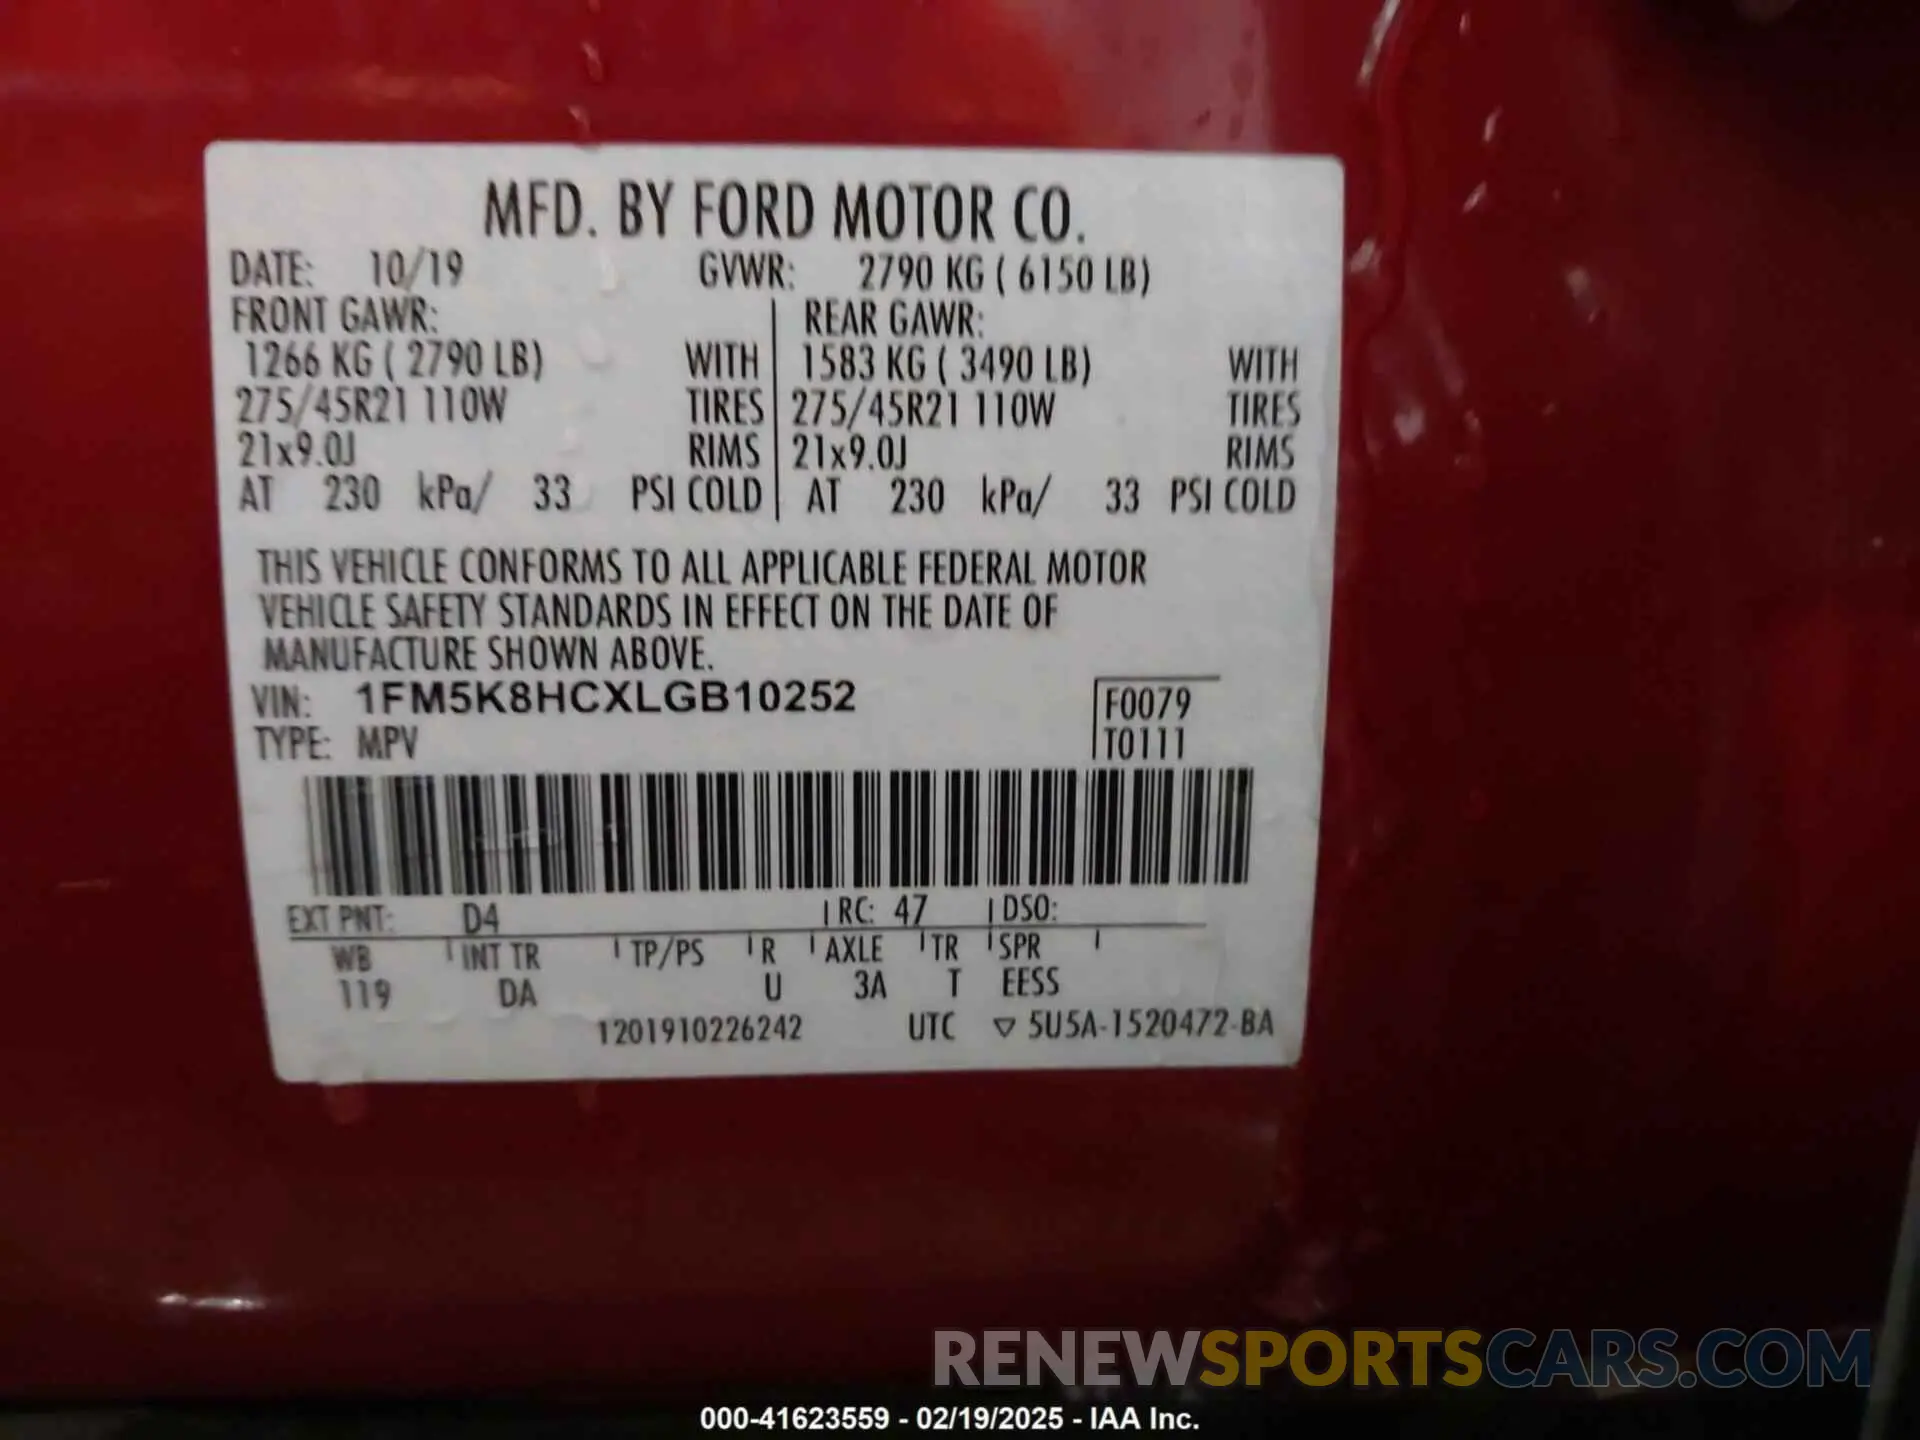 MFD. BY FORD MOTOR CO.
DATE: 10/19 GVWR: 2790 KG ( 6150 LB)
FRONT GAWR: REAR GAWR:
1266 KG ( 2790 LB) WITH 1583 KG ( 3490 LB) WITH
275/45R21 110W TIRES 275/45R21 110W TIRES
21x9.0J RIMS 21x9.0J RIMS
AT 230 kPa/ 33 PSI COLD AT 230 kPa/ 33 PSI COLD
THIS VEHICLE CONFORMS TO ALL APPLICABLE FEDERAL MOTOR
VEHICLE SAFETY STANDARDS IN EFFECT ON THE DATE OF
MANUFACTURE SHOWN ABOVE.
VIN: 1FM5K8HCXLGB10252 F0079
TYPE: MPV T0111
EXT PNT: D4 RC: 47 DSO:
WB INT TR TP/PS R AXLE TR SPR
119 DA U 3A T EESS
1201910226242 UTC ▽ 5U5A-1520472-BA
RENEWSPORTSCARS.COM
000-41623559 - 02/19/2025 - IAA Inc.